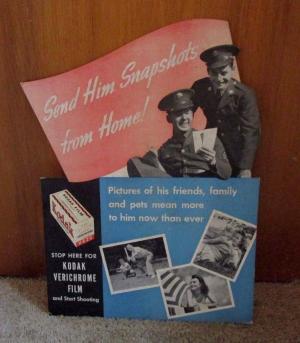 Send Him Snapshots
from Home!
Pictures of his friends, family
and pets mean more
to him now than ever
Kodak
STOP HERE FOR
KODAK
VERICHROME
FILM
and Start Shooting